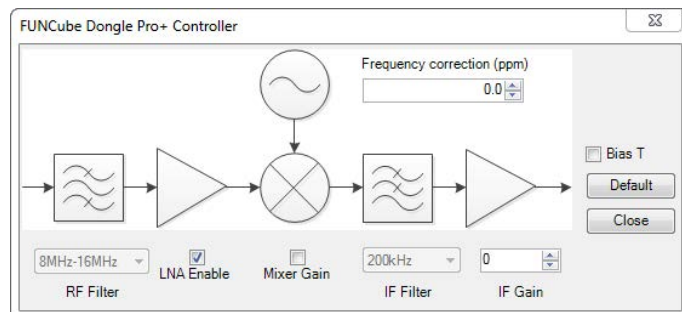 FUNCube Dongle Pro+ Controller
Frequency correction (ppm)
0.0
Bias T
Default
Close
8MHz-16MHz
LNA Enable
Mixer Gain
200kHz
0
RF Filter
IF Filter
IF Gain